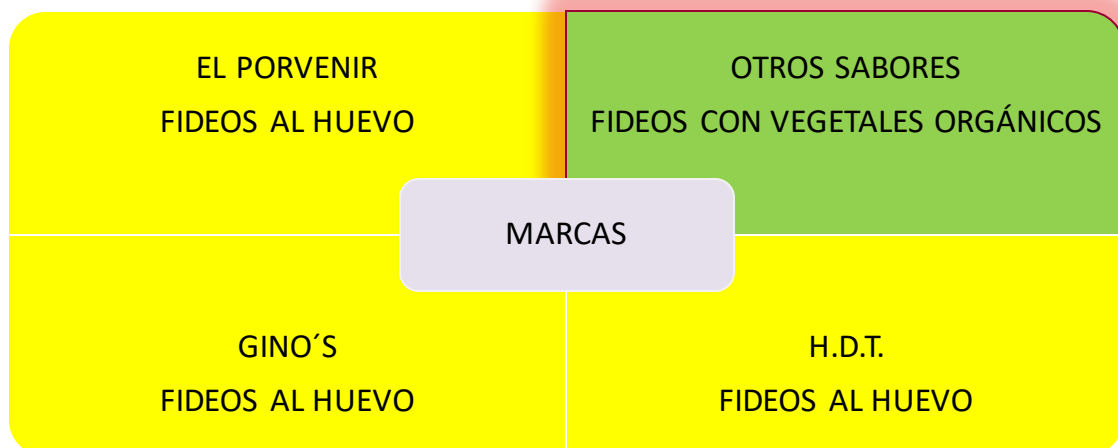 EL PORVENIR
FIDEOS AL HUEVO
OTROS SABORES
FIDEOS CON VEGETALES ORGÁNICOS
MARCAS
GINO´S
FIDEOS AL HUEVO
H.D.T.
FIDEOS AL HUEVO